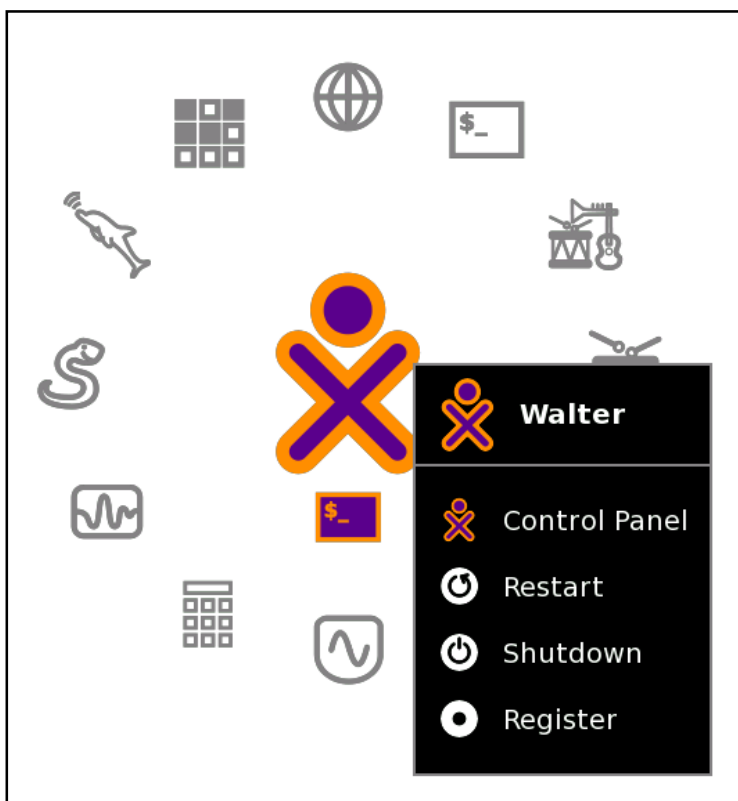 $_
$_
Walter
Control Panel
Restart
Shutdown
Register